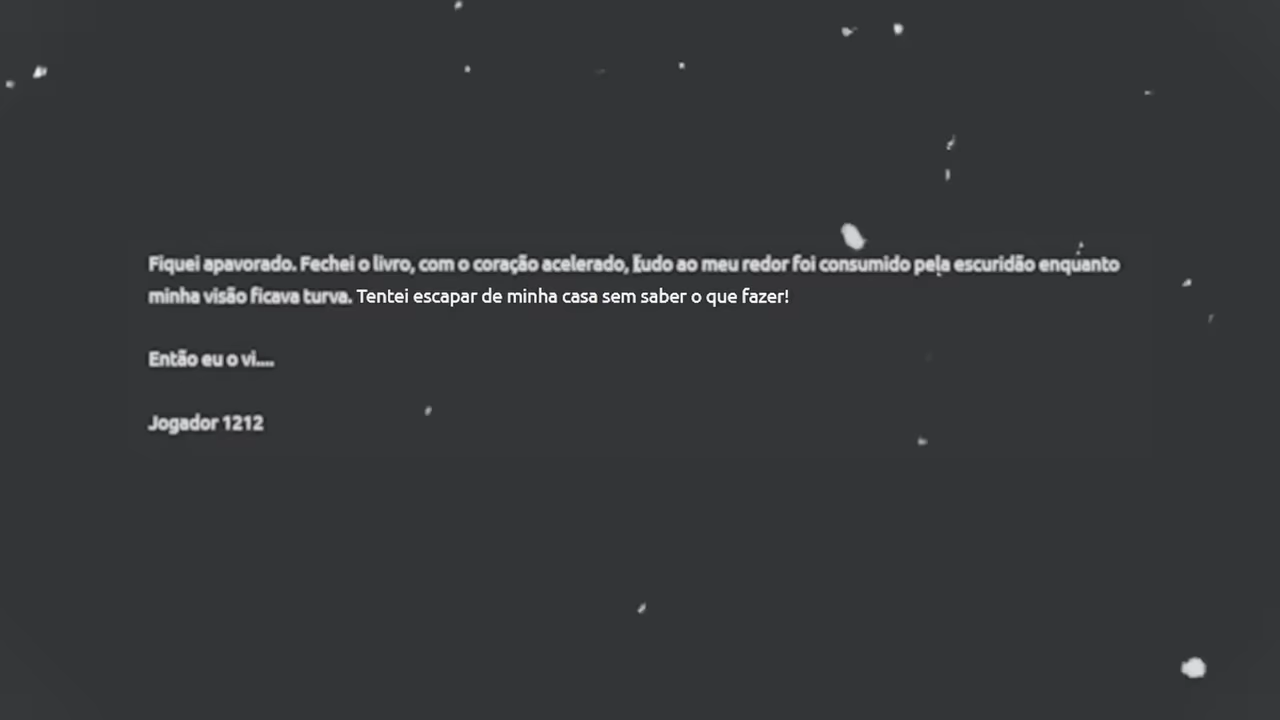 Fiquei apavorado. Fechei o livro, com o coração acelerado, tudo ao meu redor foi consumido pela escuridão enquanto
minha visão ficava turva. Tentei escapar de minha casa sem saber o que fazer!
Então eu o vi....
Jogador 1212